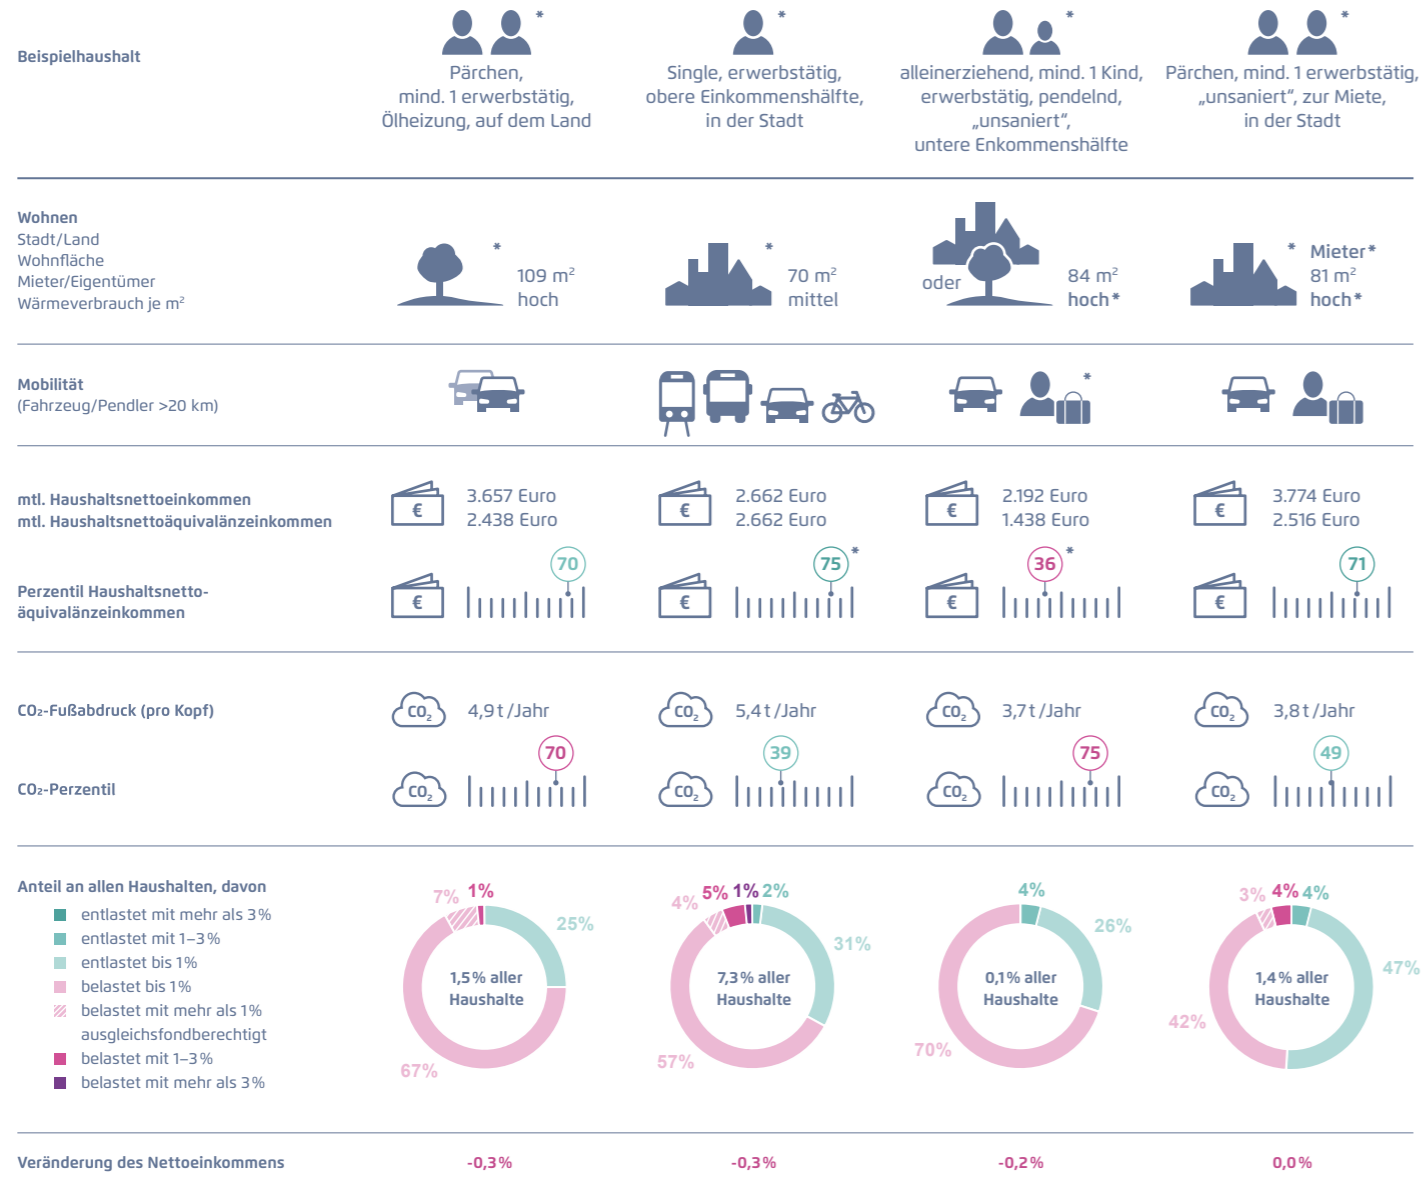 Beispielhaushalt
*
Pärchen,
mind. 1 erwerbstätig,
Ölheizung, auf dem Land
*
Single, erwerbstätig,
obere Einkommenshälfte,
in der Stadt
*
alleinerziehend, mind. 1 Kind,
erwerbstätig, pendelnd,
„unsaniert“,
untere Enkommenshälfte
*
Pärchen, mind. 1 erwerbstätig,
„unsaniert“, zur Miete,
in der Stadt
Wohnen
Stadt/Land
Wohnfläche
Mieter/Eigentümer
Wärmeverbrauch je m²
*
109 m²
hoch
*
70 m²
mittel
oder
84 m²
hoch*
*
Mieter*
81 m²
hoch*
Mobilität
(Fahrzeug/Pendler >20 km)
*
mtl. Haushaltsnettoeinkommen
mtl. Haushaltsnettoäquivalänzeinkommen
€
3.657 Euro
2.438 Euro
€
2.662 Euro
2.662 Euro
€
2.192 Euro
1.438 Euro
€
3.774 Euro
2.516 Euro
Perzentil Haushaltsnetto-
äquivalänzeinkommen
€
70
€
75*
€
36*
€
71
CO₂-Fußabdruck (pro Kopf)
CO₂
4,9 t/Jahr
CO₂
5,4 t/Jahr
CO₂
3,7 t/Jahr
CO₂
3,8 t/Jahr
CO₂-Perzentil
CO₂
70
CO₂
39
CO₂
75
CO₂
49
Anteil an allen Haushalten, davon
entlastet mit mehr als 3%
entlastet mit 1–3%
entlastet bis 1%
belastet bis 1%
belastet mit mehr als 1%
ausgleichsfondberechtigt
belastet mit 1–3%
belastet mit mehr als 3%
7% 1%
25%
1,5% aller
Haushalte
67%
4% 5% 1% 2%
31%
7,3% aller
Haushalte
57%
4%
26%
0,1% aller
Haushalte
70%
3% 4% 4%
47%
1,4% aller
Haushalte
42%
Veränderung des Nettoeinkommens
-0,3%
-0,3%
-0,2%
0,0%